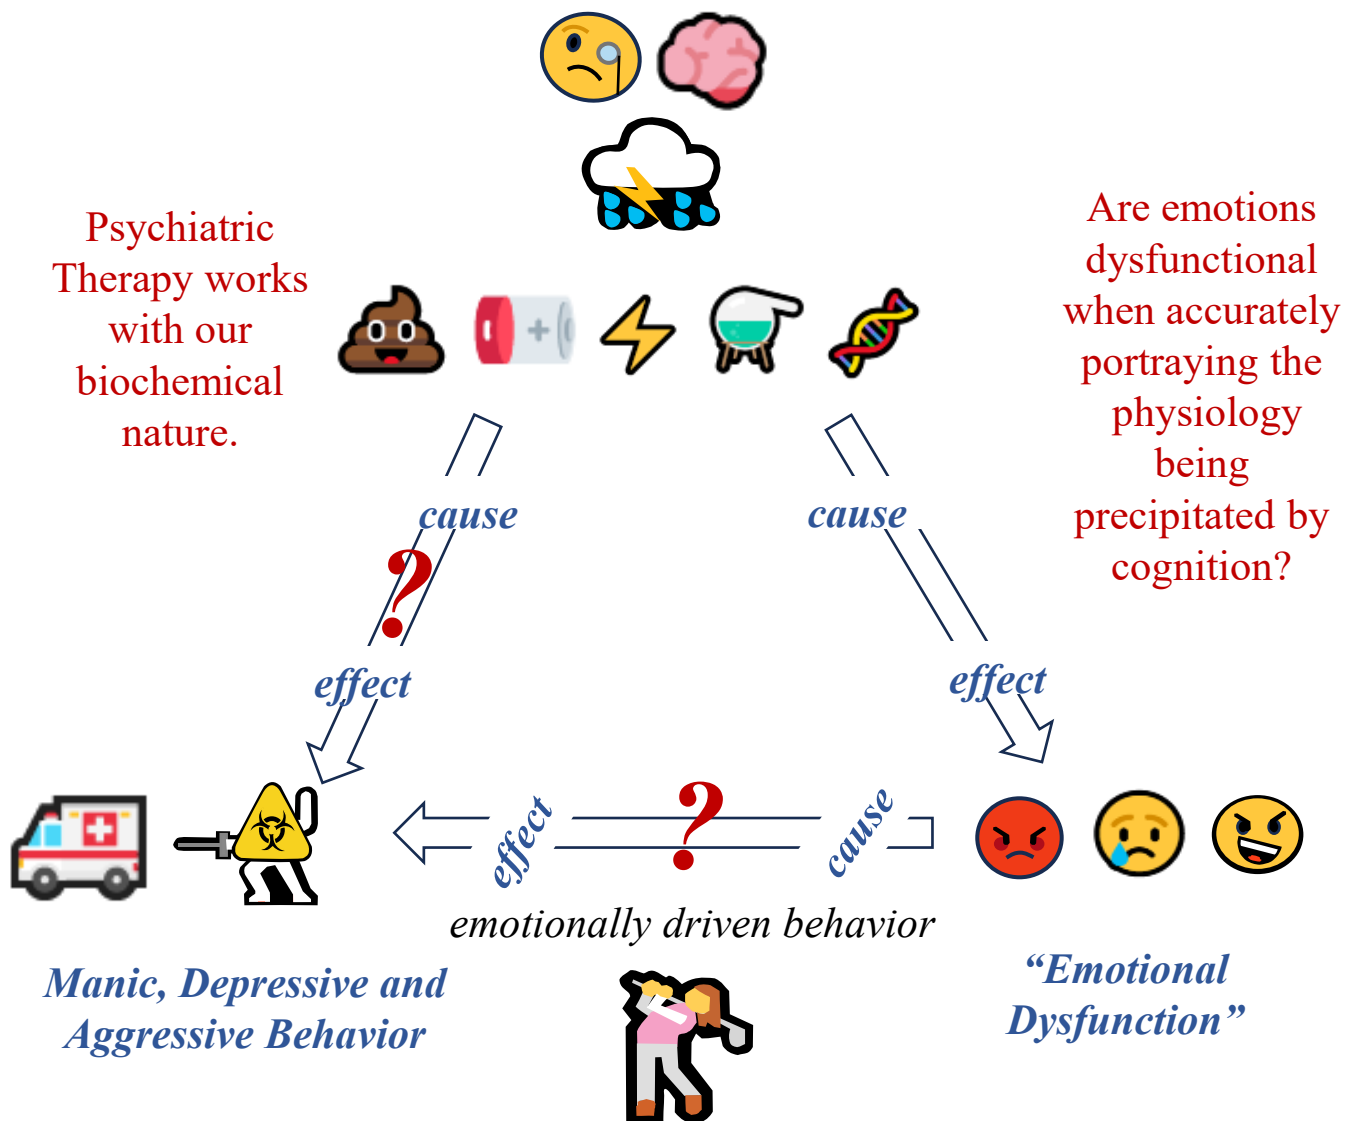 Psychiatric
Therapy works
with our
biochemical
nature.
Are emotions
dysfunctional
when accurately
portraying the
physiology
being
precipitated by
cognition?
cause
cause
?
effect
effect
effect
?
cause
emotionally driven behavior
Manic, Depressive and
Aggressive Behavior
“Emotional
Dysfunction”